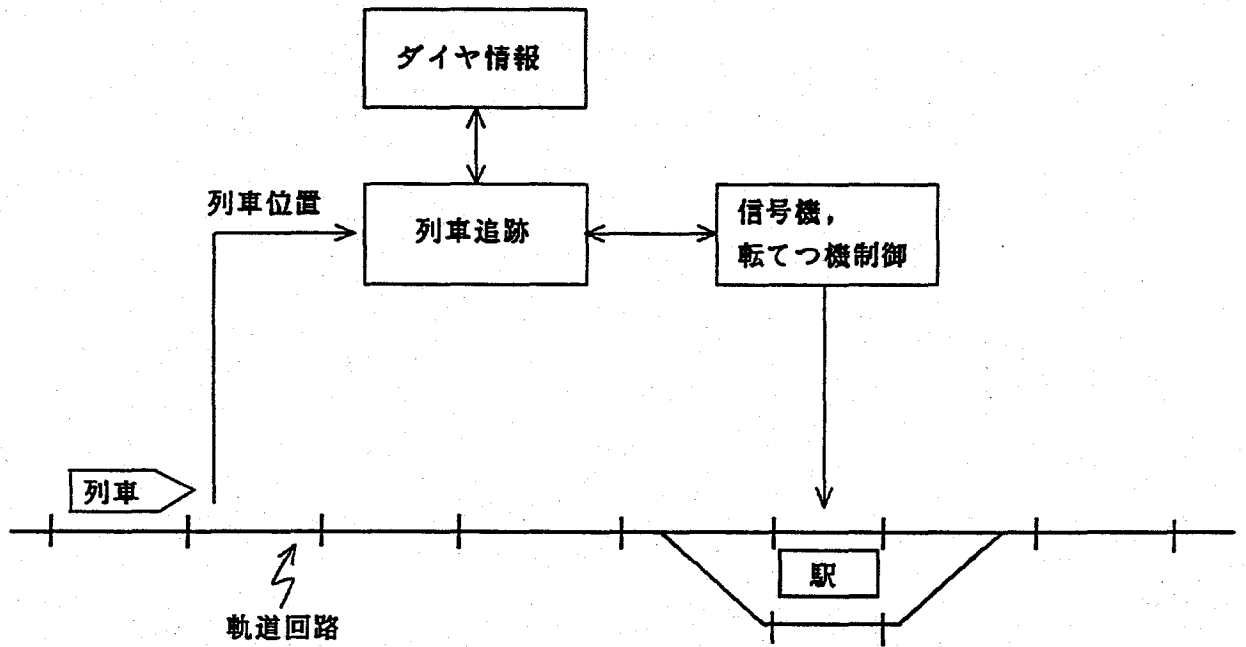 ダイヤ情報
列車位置
列車追跡
信号機,
転てつ機制御
列車
駅
軌道回路